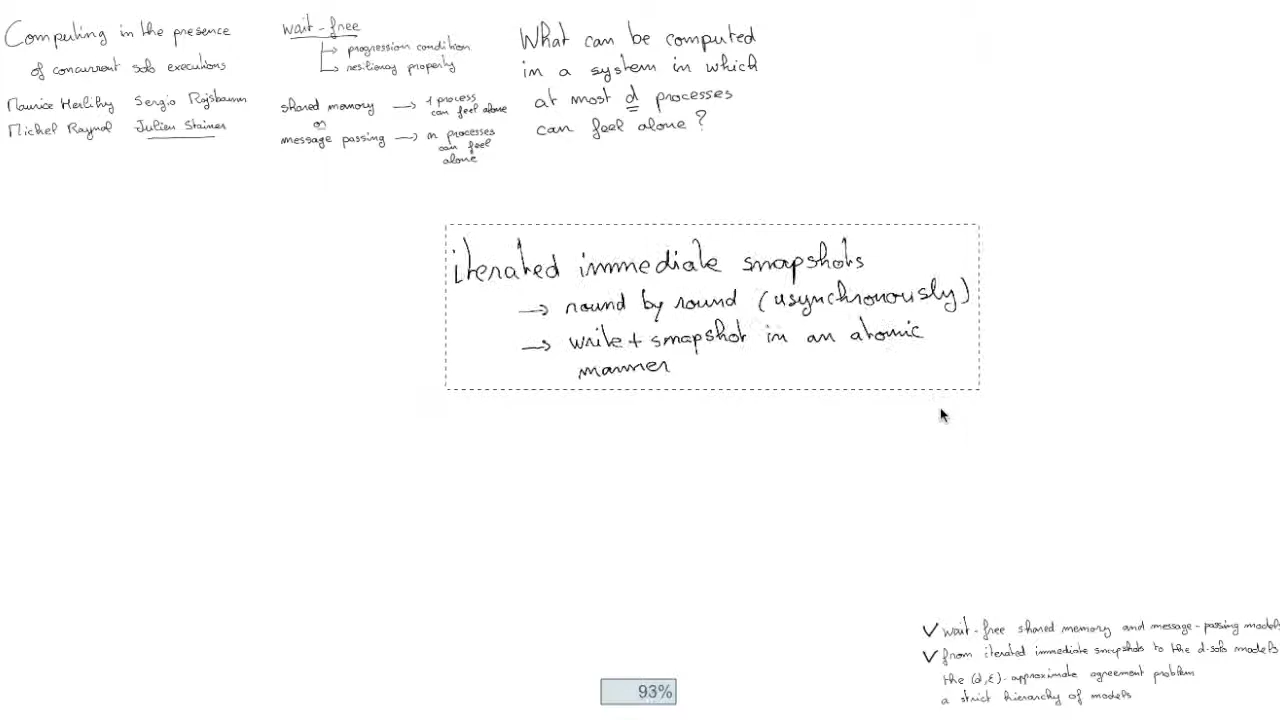 Computing in the presence
of concurrent solo executions
Maurice Herlihy Sergio Rajsbaum
Michel Raynal Julien Stainer
wait-free
→ progression condition
→ resiliency property
shared memory → 1 process
can feel alone
or
message passing → n processes
can feel
alone
What can be computed
in a system in which
at most d processes
can feel alone ?
iterated immediate snapshots
→ round by round (asynchronously)
→ write + snapshot in an atomic
manner
✓ wait-free shared memory and message-passing models
✓ from iterated immediate snapshots to the d-solo models
the (d,ε)-approximate agreement problem
a strict hierarchy of models
93%